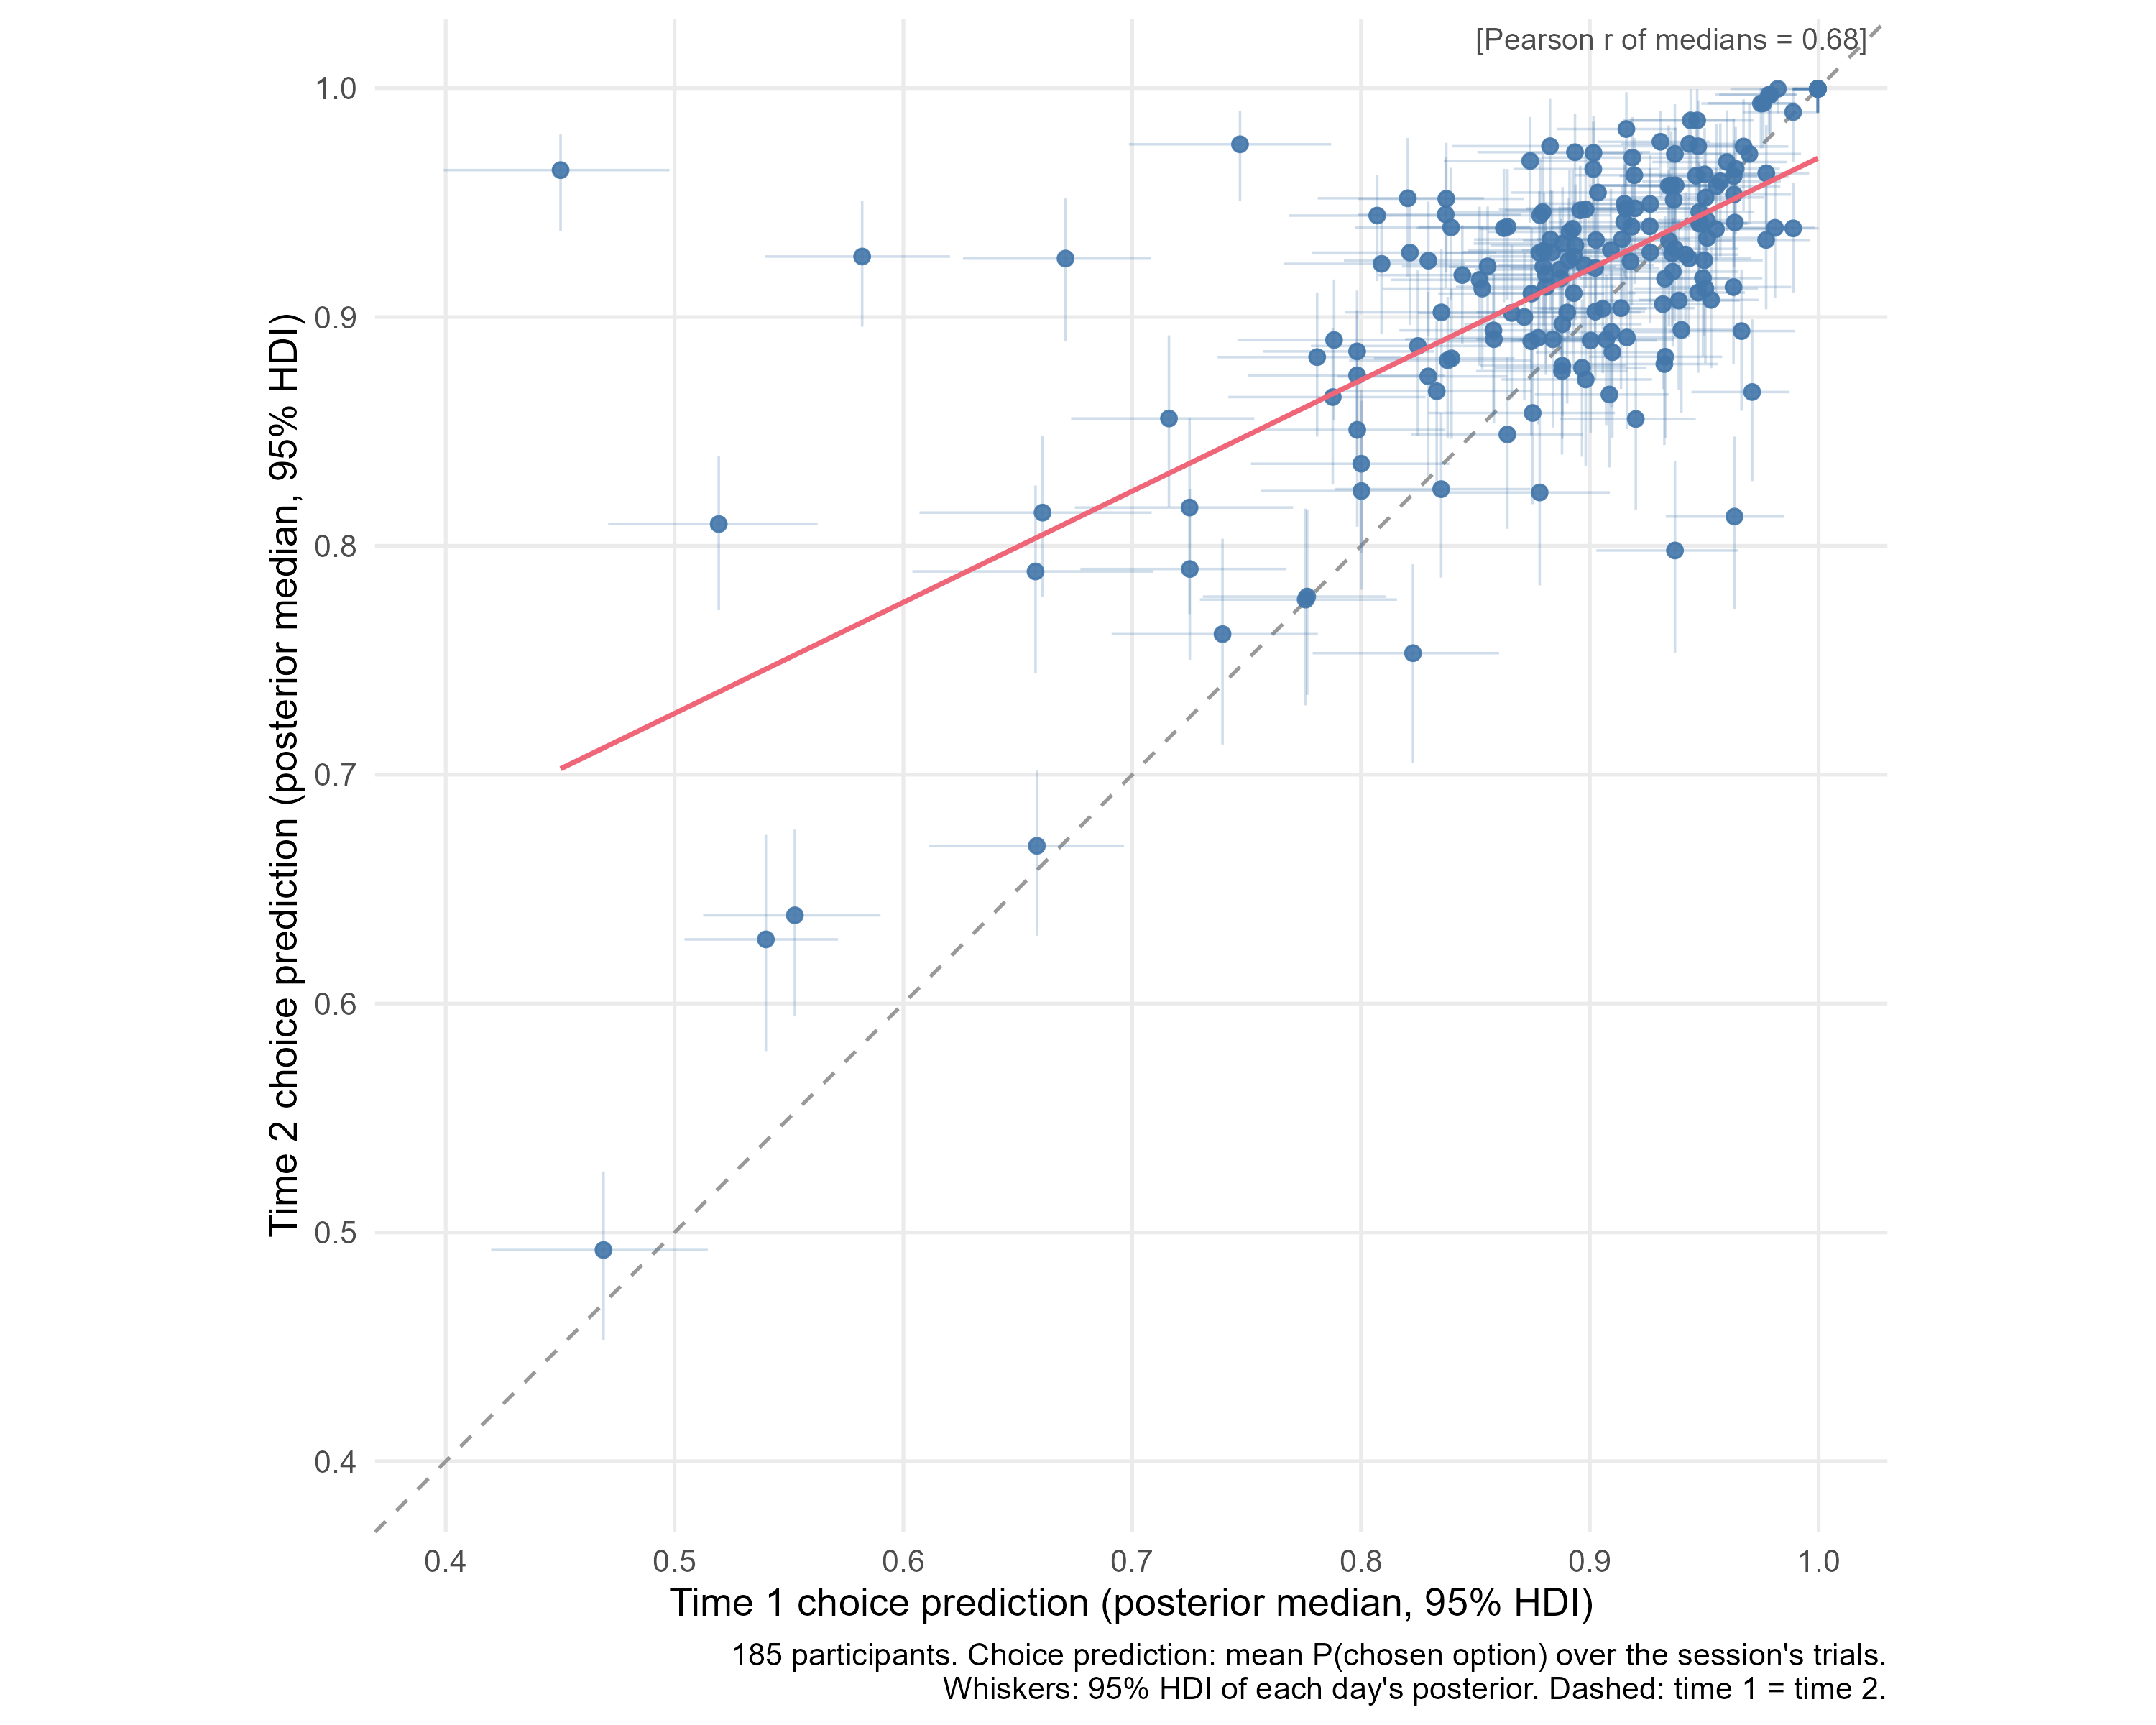 [Pearson r of medians = 0.68]
1.0
0.9
0.8
0.7
0.6
0.5
0.4
Time 2 choice prediction (posterior median, 95% HDI)
0.4 0.5 0.6 0.7 0.8 0.9 1.0
Time 1 choice prediction (posterior median, 95% HDI)
185 participants. Choice prediction: mean P(chosen option) over the session's trials.
Whiskers: 95% HDI of each day's posterior. Dashed: time 1 = time 2.